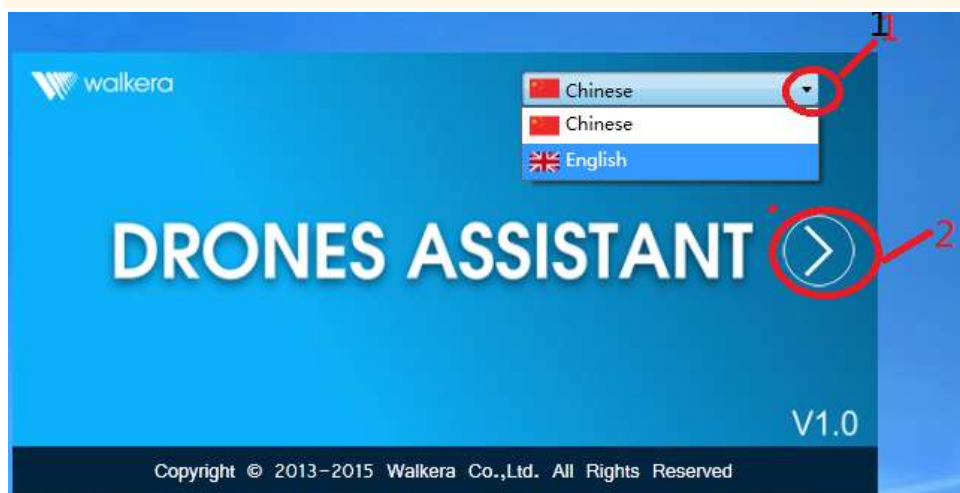 1
walkera
Chinese
Chinese
English
DRONES ASSISTANT
2
V1.0
Copyright © 2013-2015 Walkera Co.,Ltd. All Rights Reserved